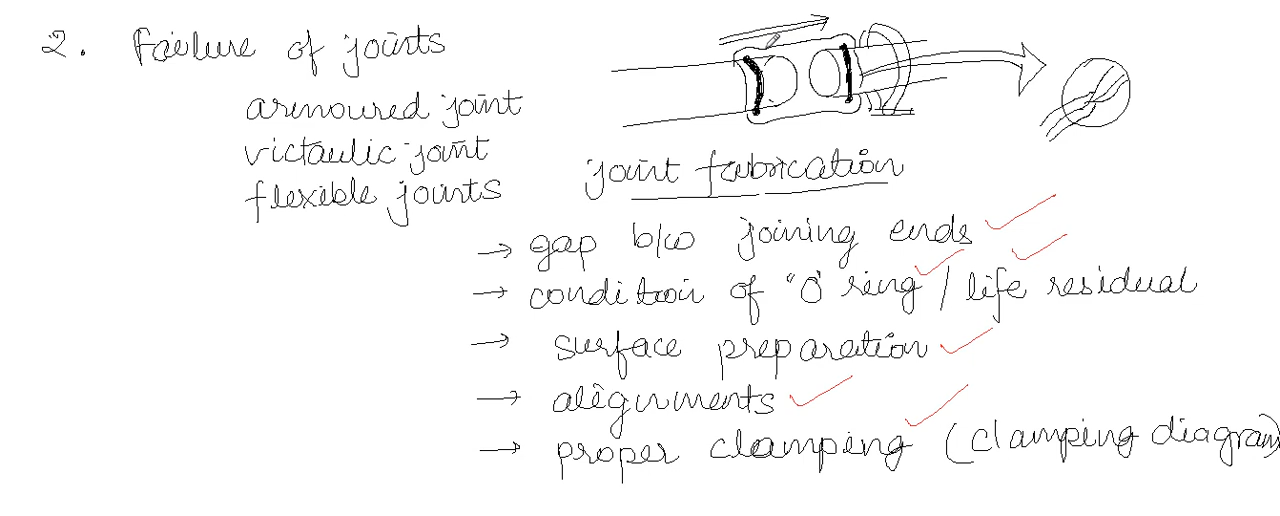 2. Failure of joints
armoured joint
victaulic joint
flexible joints
joint fabrication
→ gap b/w joining ends
→ condition of "O" ring / life residual
→ surface preparation
→ alignments
→ proper clamping (clamping diagram)